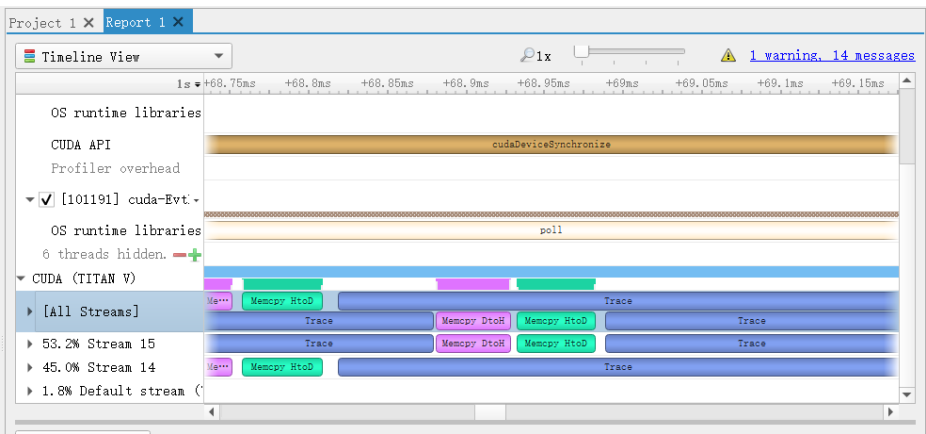 Project 1 Report 1
Timeline View 1x 1 warning, 14 messages
1s +68.75ms +68.8ms +68.85ms +68.9ms +68.95ms +69ms +69.05ms +69.1ms +69.15ms
OS runtime libraries
CUDA API cudaDeviceSynchronize
Profiler overhead
[101191] cuda-Evt
OS runtime libraries poll
6 threads hidden.
CUDA (TITAN V)
Me... Memcpy HtoD Trace
[All Streams]
Trace Memcpy DtoH Memcpy HtoD Trace
53.2% Stream 15 Trace Memcpy DtoH Memcpy HtoD Trace
45.0% Stream 14 Me... Memcpy HtoD Trace
1.8% Default stream (